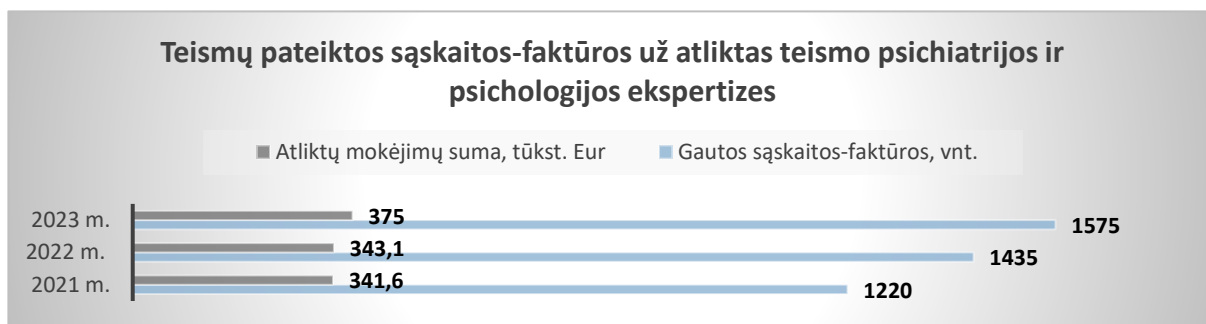 Teismų pateiktos sąskaitos-faktūros už atliktas teismo psichiatrijos ir
psichologijos ekspertizes
Atliktų mokėjimų suma, tūkst. Eur
Gautos sąskaitos-faktūros, vnt.
2023 m.
375
1575
2022 m.
343,1
1435
2021 m.
341,6
1220